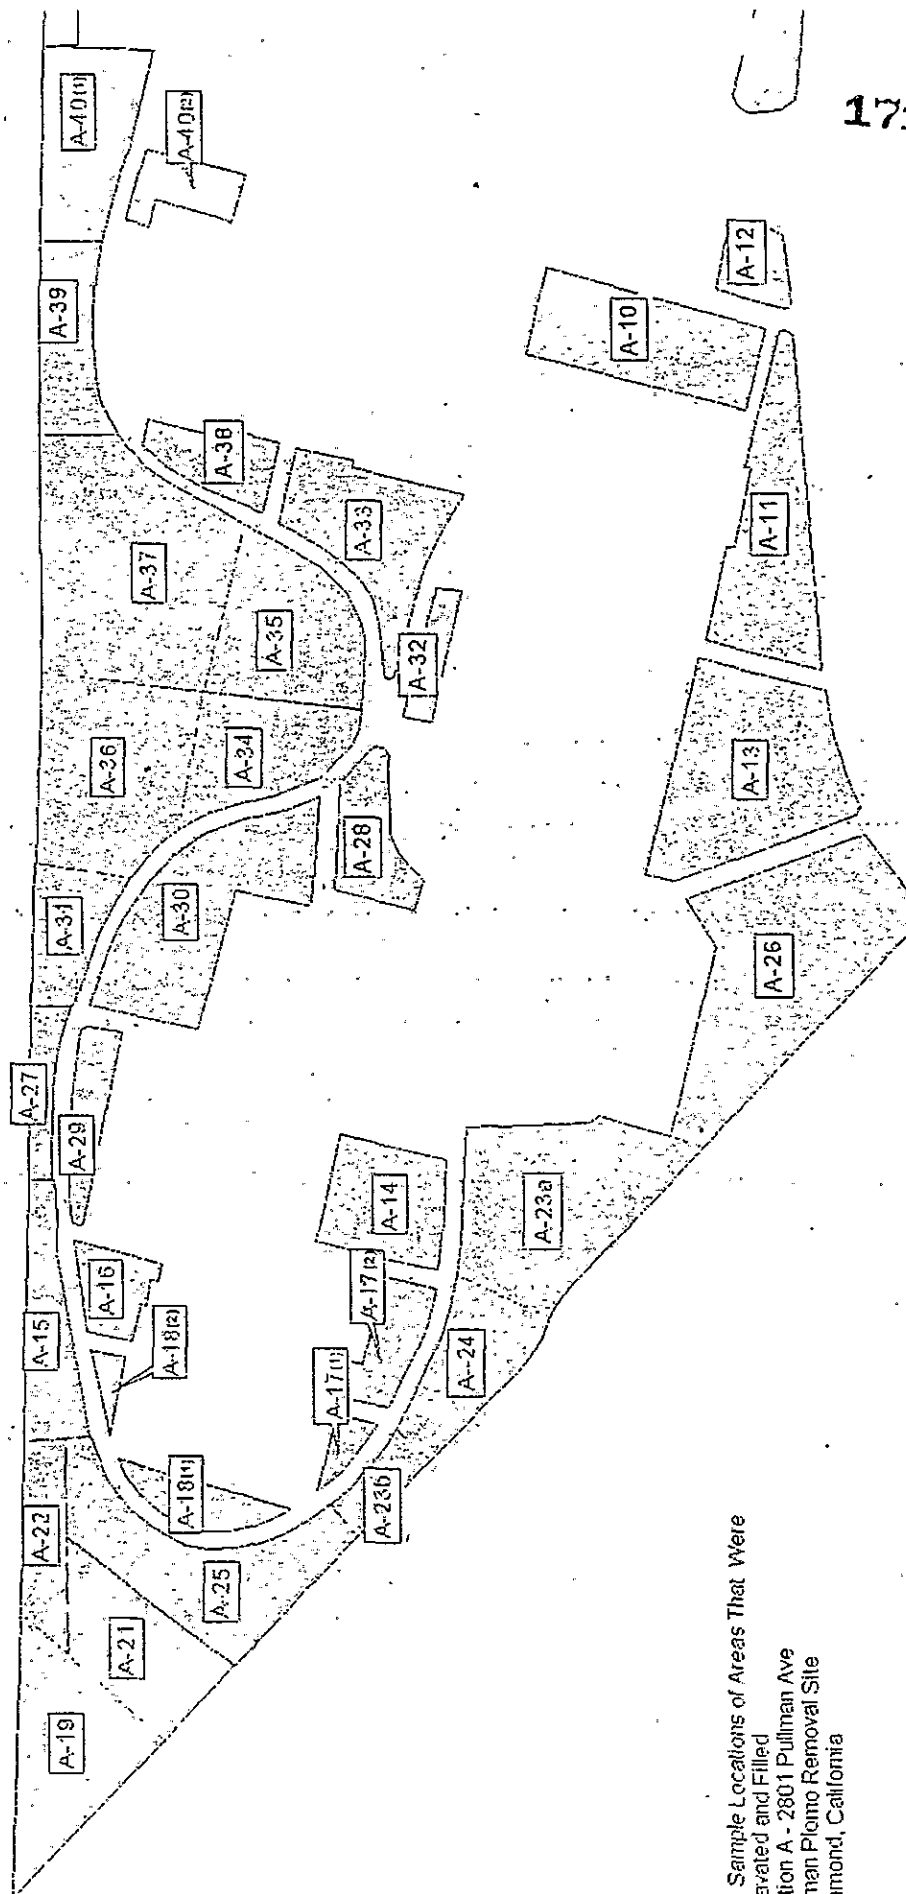 17
A-40(1)
A-40(2)
A-39
A-12
A-10
A-38
A-33
A-11
A-37
A-35
A-32
A-36
A-34
A-13
A-28
A-31
A-30
A-26
A-27
A-29
A-14
A-23a
A-16
A-17(2)
A-15
A-18(2)
A-17(1)
A-24
A-18(1)
A-22
A-23b
A-25
A-21
A-19
Sample Locations of Areas That Were
avated and Filled
tion A - 2801 Pullman Ave
man Plomo Removal Site
mond, California